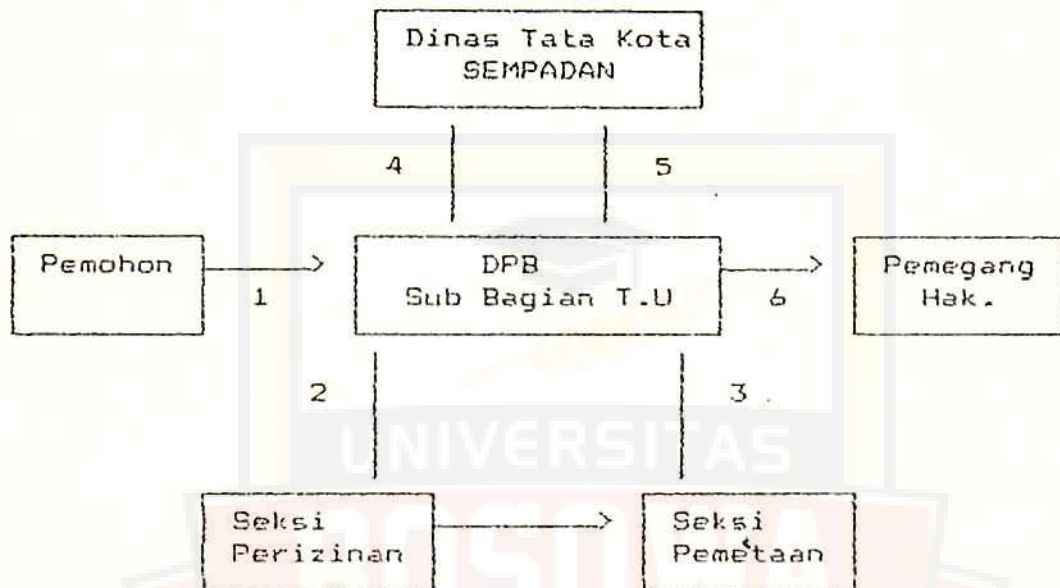 Dinas Tata Kota
SEMPADAN
4
5
Pemohon
1
DPB
Sub Bagian T.U
6
Pemegang
Hak.
2
3
UNIVERSITAS
BOSOWA
Seksi
Perizinan
Seksi
Pemetaan